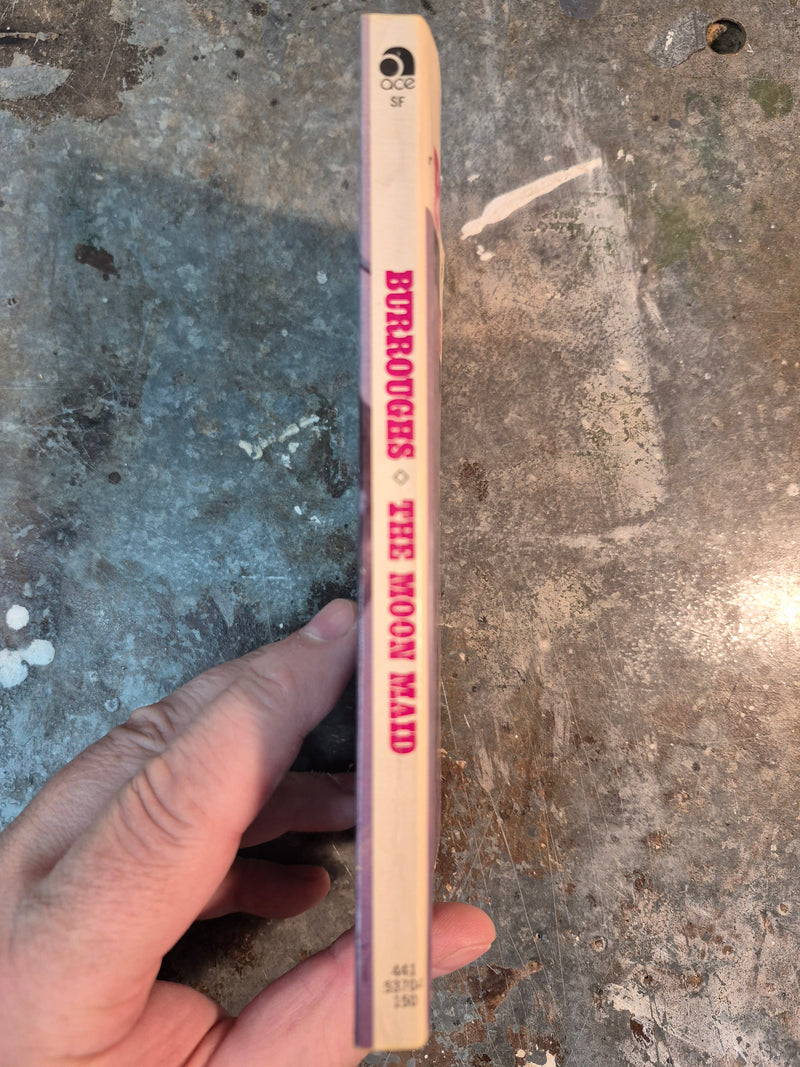 ace
SF
BURROUGHS ◇ THE MOON MAID
441
150